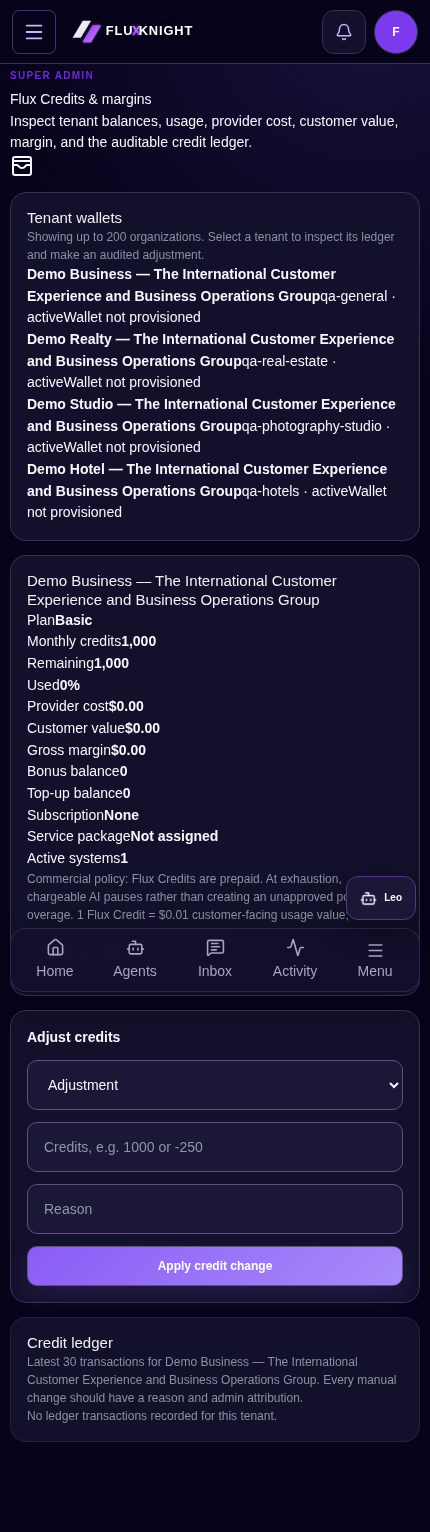 FLUXKNIGHT
F
SUPER ADMIN
Flux Credits & margins
Inspect tenant balances, usage, provider cost, customer value,
margin, and the auditable credit ledger.
Tenant wallets
Showing up to 200 organizations. Select a tenant to inspect its ledger
and make an audited adjustment.
Demo Business — The International Customer
Experience and Business Operations Groupqa-general ·
activeWallet not provisioned
Demo Realty — The International Customer Experience
and Business Operations Groupqa-real-estate ·
activeWallet not provisioned
Demo Studio — The International Customer Experience
and Business Operations Groupqa-photography-studio ·
activeWallet not provisioned
Demo Hotel — The International Customer Experience
and Business Operations Groupqa-hotels · activeWallet
not provisioned
Demo Business — The International Customer
Experience and Business Operations Group
PlanBasic
Monthly credits1,000
Remaining1,000
Used0%
Provider cost$0.00
Customer value$0.00
Gross margin$0.00
Bonus balance0
Top-up balance0
SubscriptionNone
Service packageNot assigned
Active systems1
Commercial policy: Flux Credits are prepaid. At exhaustion,
chargeable AI pauses rather than creating an unapproved
overage. 1 Flux Credit = $0.01 customer-facing usage value;
Leo
Home
Agents
Inbox
Activity
Menu
Adjust credits
Adjustment
Credits, e.g. 1000 or -250
Reason
Apply credit change
Credit ledger
Latest 30 transactions for Demo Business — The International
Customer Experience and Business Operations Group. Every manual
change should have a reason and admin attribution.
No ledger transactions recorded for this tenant.